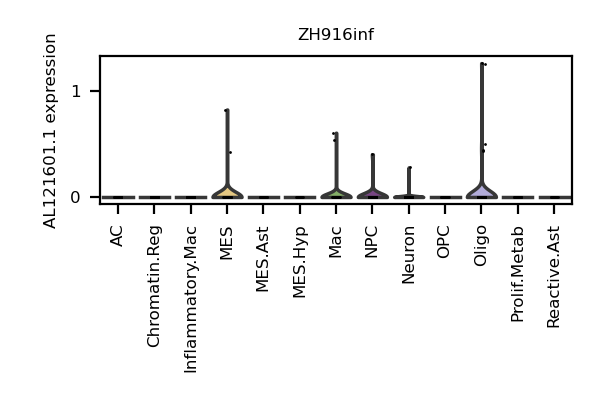 ZH916inf
AL121601.1 expression
1
0
AC
Chromatin.Reg
Inflammatory.Mac
MES
MES.Ast
MES.Hyp
Mac
NPC
Neuron
OPC
Oligo
Prolif.Metab
Reactive.Ast